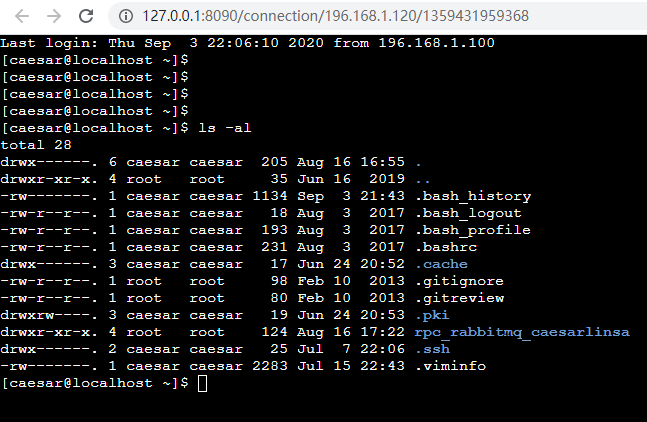 127.0.0.1:8090/connection/196.168.1.120/1359431959368
Last login: Thu Sep  3 22:06:10 2020 from 196.168.1.100
[caesar@localhost ~]$
[caesar@localhost ~]$
[caesar@localhost ~]$
[caesar@localhost ~]$
[caesar@localhost ~]$ ls -al
total 28
drwx------. 6 caesar caesar  205 Aug 16 16:55 .
drwxr-xr-x. 4 root   root     35 Jun 16  2019 ..
-rw-------. 1 caesar caesar 1134 Sep  3 21:43 .bash_history
-rw-r--r--. 1 caesar caesar   18 Aug  3  2017 .bash_logout
-rw-r--r--. 1 caesar caesar  193 Aug  3  2017 .bash_profile
-rw-r--r--. 1 caesar caesar  231 Aug  3  2017 .bashrc
drwx------. 3 caesar caesar   17 Jun 24 20:52 .cache
-rw-r--r--. 1 root   root     98 Feb 10  2013 .gitignore
-rw-r--r--. 1 root   root     80 Feb 10  2013 .gitreview
drwxrw----. 3 caesar caesar   19 Jun 24 20:53 .pki
drwxr-xr-x. 4 root   root    124 Aug 16 17:22 rpc_rabbitmq_caesarlinsa
drwx------. 2 caesar caesar   25 Jul  7 22:06 .ssh
-rw-------. 1 caesar caesar 2283 Jul 15 22:43 .viminfo
[caesar@localhost ~]$